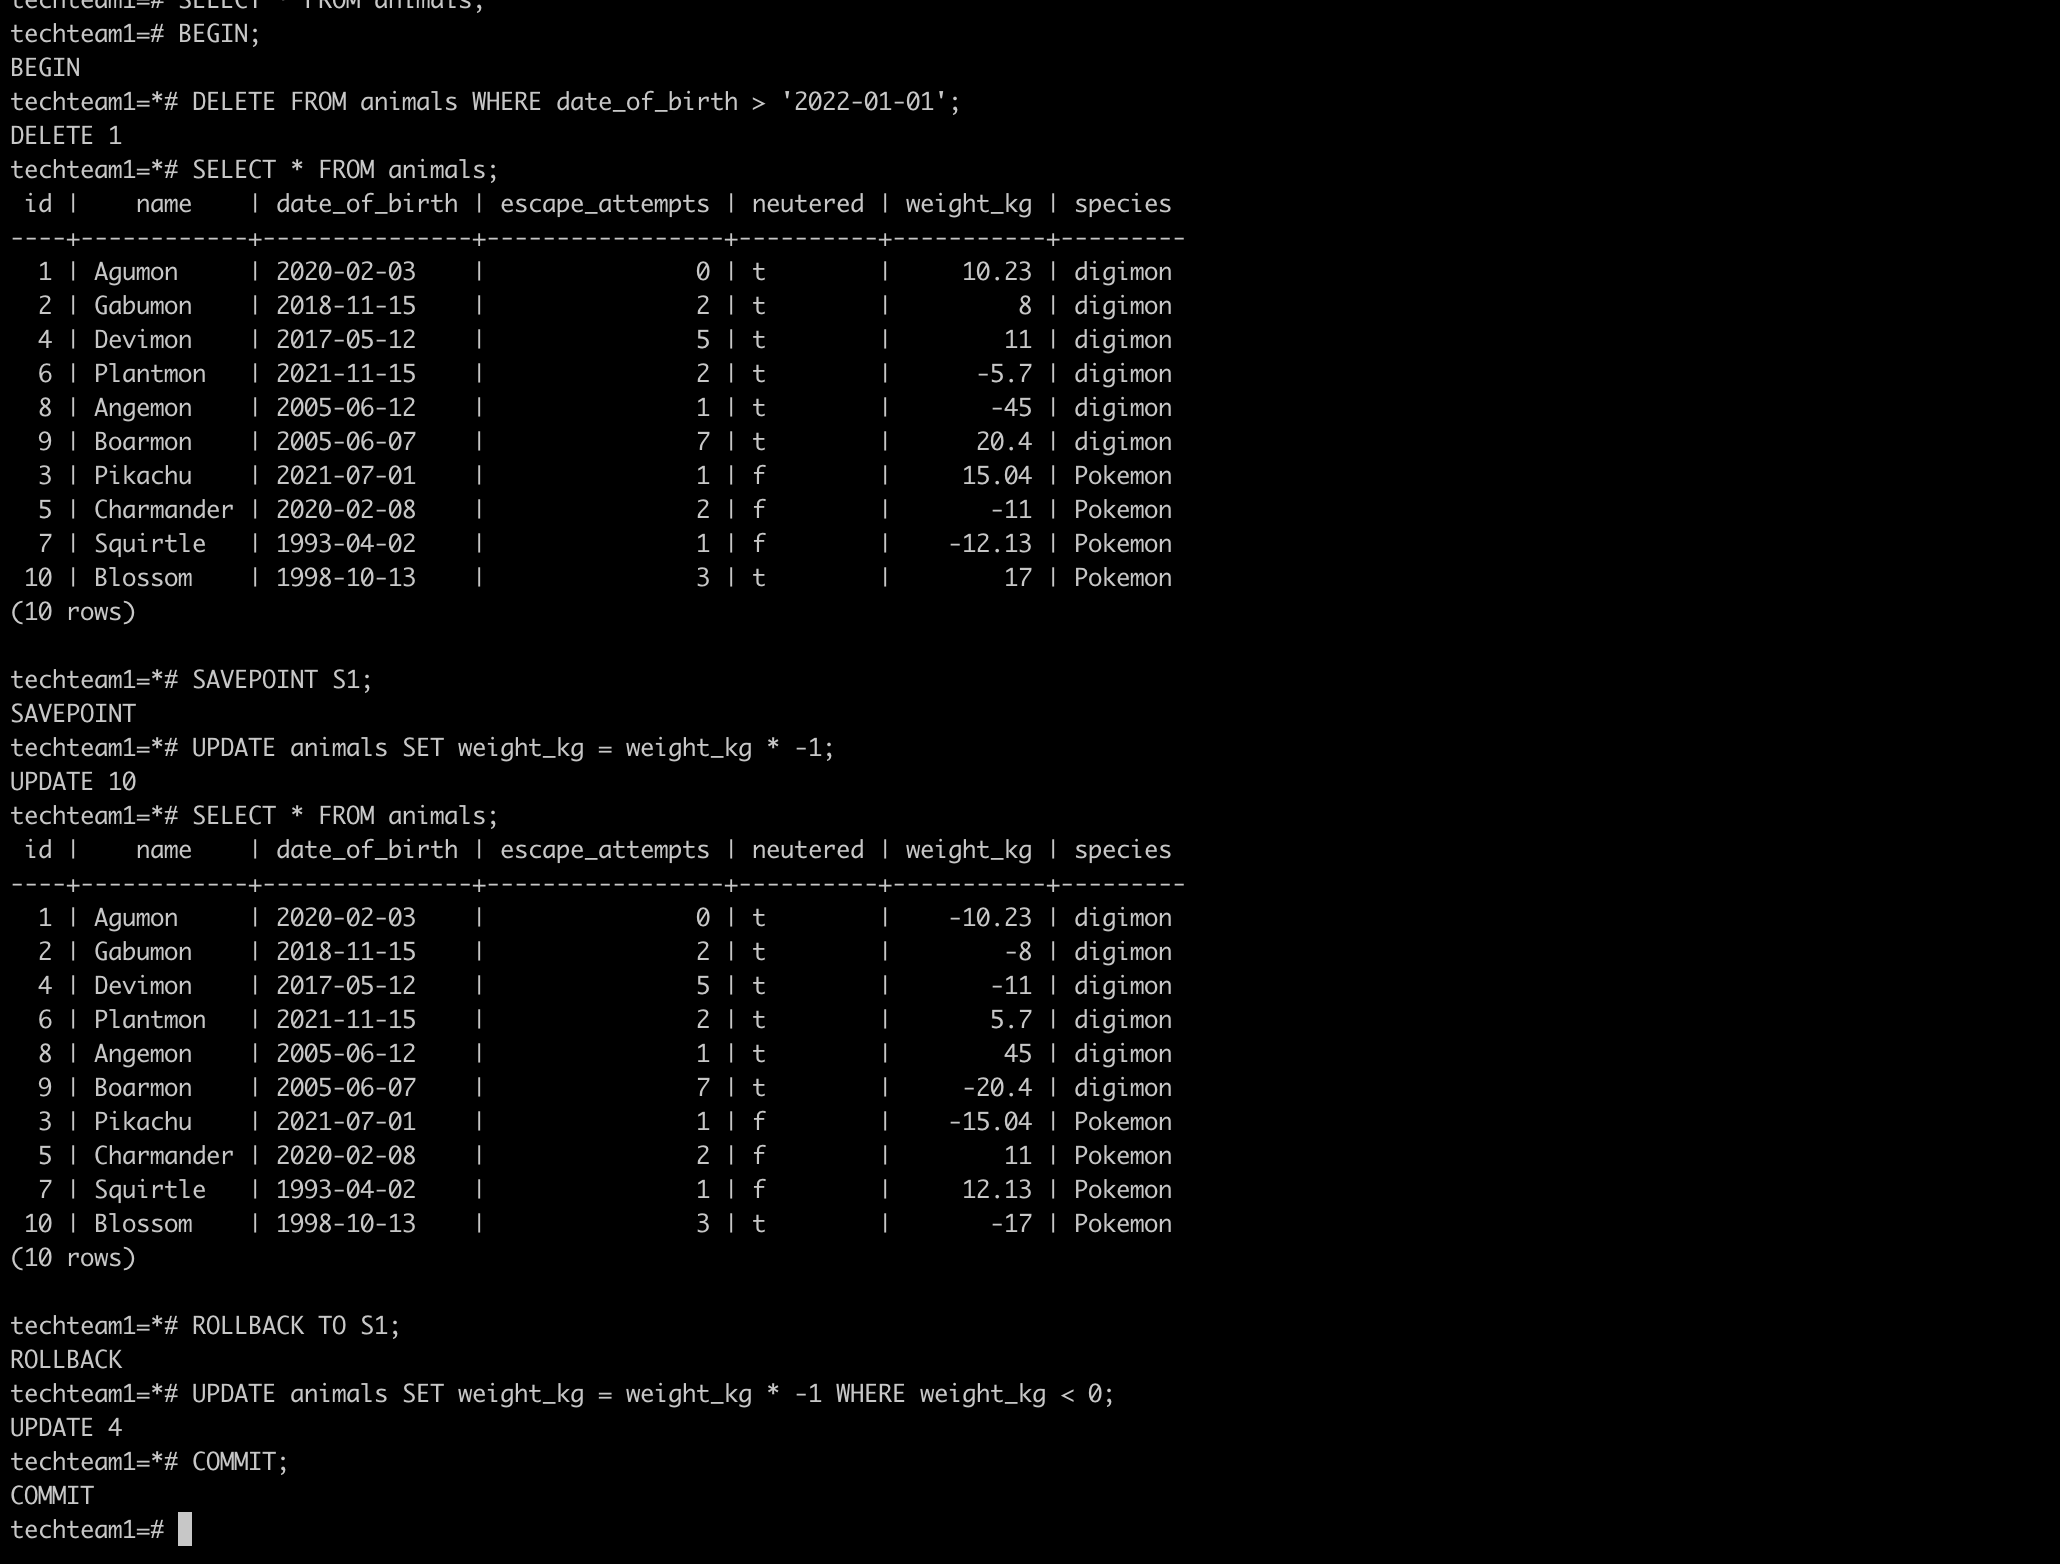 techteam1=# SELECT * FROM animals;
techteam1=# BEGIN;
BEGIN
techteam1=*# DELETE FROM animals WHERE date_of_birth > '2022-01-01';
DELETE 1
techteam1=*# SELECT * FROM animals;
 id |    name    | date_of_birth | escape_attempts | neutered | weight_kg | species
----+------------+---------------+-----------------+----------+-----------+---------
  1 | Agumon     | 2020-02-03    |               0 | t        |     10.23 | digimon
  2 | Gabumon    | 2018-11-15    |               2 | t        |         8 | digimon
  4 | Devimon    | 2017-05-12    |               5 | t        |        11 | digimon
  6 | Plantmon   | 2021-11-15    |               2 | t        |      -5.7 | digimon
  8 | Angemon    | 2005-06-12    |               1 | t        |       -45 | digimon
  9 | Boarmon    | 2005-06-07    |               7 | t        |      20.4 | digimon
  3 | Pikachu    | 2021-07-01    |               1 | f        |     15.04 | Pokemon
  5 | Charmander | 2020-02-08    |               2 | f        |       -11 | Pokemon
  7 | Squirtle   | 1993-04-02    |               1 | f        |    -12.13 | Pokemon
 10 | Blossom    | 1998-10-13    |               3 | t        |        17 | Pokemon
(10 rows)

techteam1=*# SAVEPOINT S1;
SAVEPOINT
techteam1=*# UPDATE animals SET weight_kg = weight_kg * -1;
UPDATE 10
techteam1=*# SELECT * FROM animals;
 id |    name    | date_of_birth | escape_attempts | neutered | weight_kg | species
----+------------+---------------+-----------------+----------+-----------+---------
  1 | Agumon     | 2020-02-03    |               0 | t        |    -10.23 | digimon
  2 | Gabumon    | 2018-11-15    |               2 | t        |        -8 | digimon
  4 | Devimon    | 2017-05-12    |               5 | t        |       -11 | digimon
  6 | Plantmon   | 2021-11-15    |               2 | t        |       5.7 | digimon
  8 | Angemon    | 2005-06-12    |               1 | t        |        45 | digimon
  9 | Boarmon    | 2005-06-07    |               7 | t        |     -20.4 | digimon
  3 | Pikachu    | 2021-07-01    |               1 | f        |    -15.04 | Pokemon
  5 | Charmander | 2020-02-08    |               2 | f        |        11 | Pokemon
  7 | Squirtle   | 1993-04-02    |               1 | f        |     12.13 | Pokemon
 10 | Blossom    | 1998-10-13    |               3 | t        |       -17 | Pokemon
(10 rows)

techteam1=*# ROLLBACK TO S1;
ROLLBACK
techteam1=*# UPDATE animals SET weight_kg = weight_kg * -1 WHERE weight_kg < 0;
UPDATE 4
techteam1=*# COMMIT;
COMMIT
techteam1=#